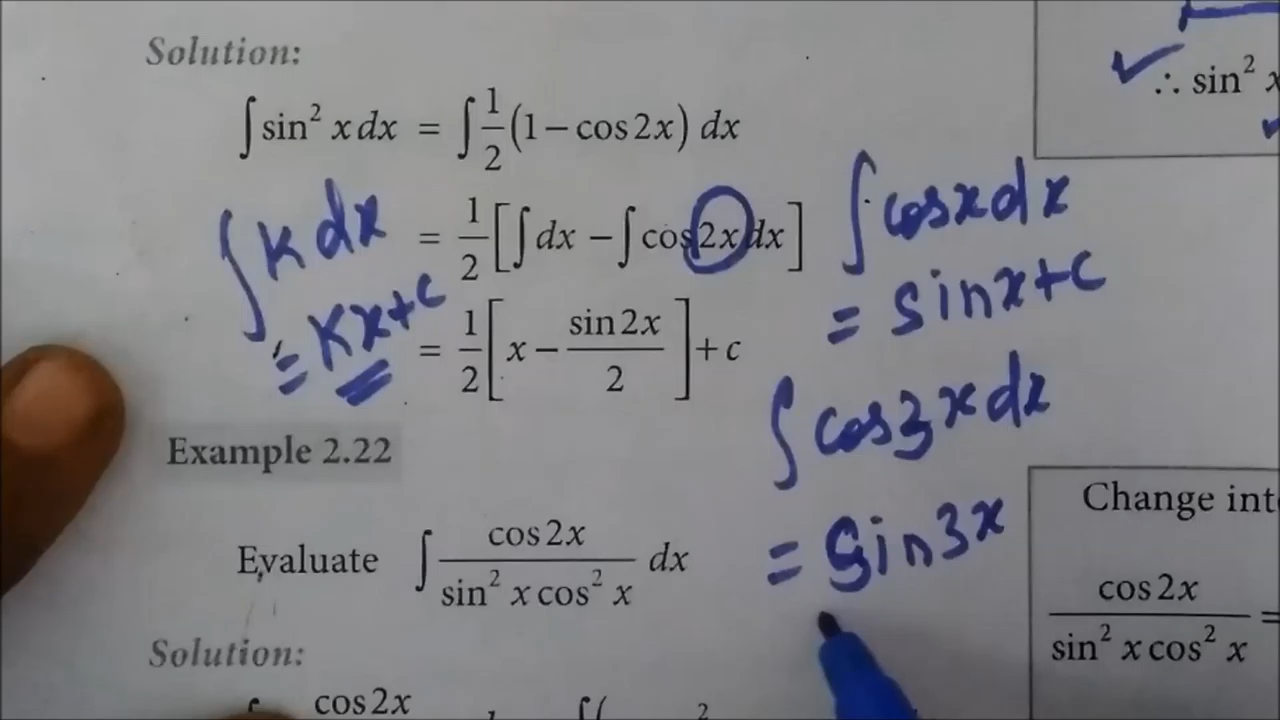 Solution:
∴ sin² x
∫ sin² x dx = ∫ 1/2 (1 − cos 2x) dx
∫ K dx
= Kx + c
= 1/2 [∫ dx − ∫ cos 2x dx]
= 1/2 [x − sin 2x / 2] + c
∫ cos x dx
= sin x + c
∫ cos 3x dx
= sin 3x
Example 2.22
Evaluate ∫ cos 2x / sin² x cos² x dx
Change int
cos 2x / sin² x cos² x =
Solution:
cos 2x